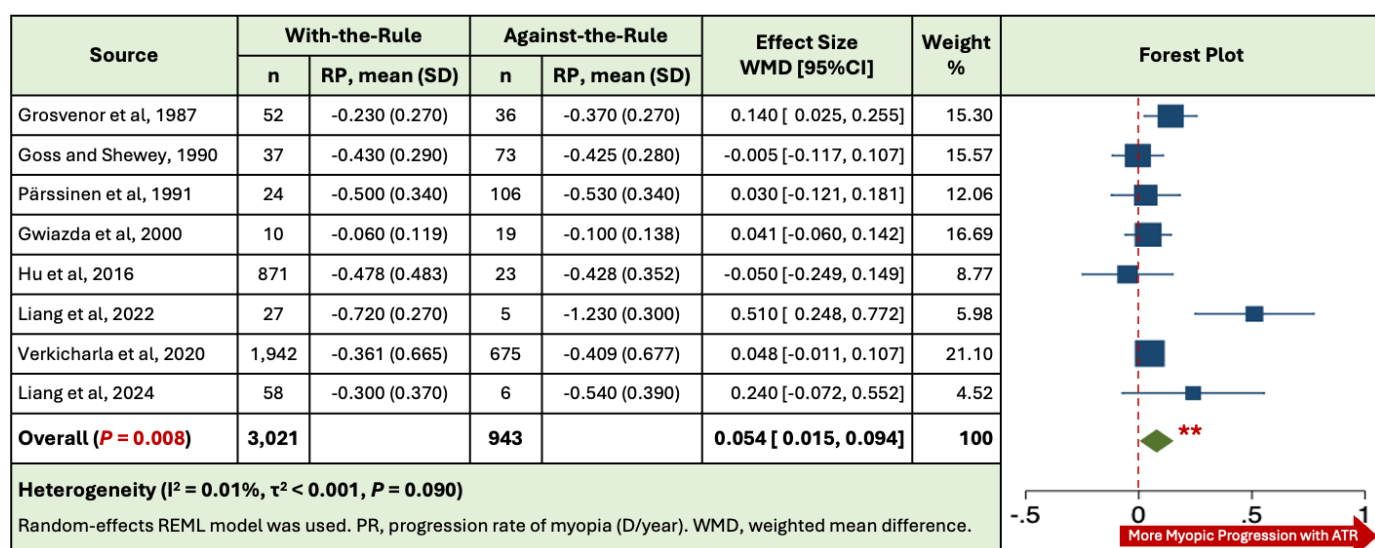 Source With-the-Rule Against-the-Rule Effect Size WMD [95%CI] Weight % Forest Plot
n RP, mean (SD) n RP, mean (SD)
Grosvenor et al, 1987 52 -0.230 (0.270) 36 -0.370 (0.270) 0.140 [ 0.025, 0.255] 15.30
Goss and Shewey, 1990 37 -0.430 (0.290) 73 -0.425 (0.280) -0.005 [-0.117, 0.107] 15.57
Pärssinen et al, 1991 24 -0.500 (0.340) 106 -0.530 (0.340) 0.030 [-0.121, 0.181] 12.06
Gwiazda et al, 2000 10 -0.060 (0.119) 19 -0.100 (0.138) 0.041 [-0.060, 0.142] 16.69
Hu et al, 2016 871 -0.478 (0.483) 23 -0.428 (0.352) -0.050 [-0.249, 0.149] 8.77
Liang et al, 2022 27 -0.720 (0.270) 5 -1.230 (0.300) 0.510 [ 0.248, 0.772] 5.98
Verkicharla et al, 2020 1,942 -0.361 (0.665) 675 -0.409 (0.677) 0.048 [-0.011, 0.107] 21.10
Liang et al, 2024 58 -0.300 (0.370) 6 -0.540 (0.390) 0.240 [-0.072, 0.552] 4.52
Overall (P = 0.008) 3,021 943 0.054 [ 0.015, 0.094] 100 **
Heterogeneity (I² = 0.01%, τ² < 0.001, P = 0.090)
Random-effects REML model was used. PR, progression rate of myopia (D/year). WMD, weighted mean difference.
-.5 0 .5 1
More Myopic Progression with ATR